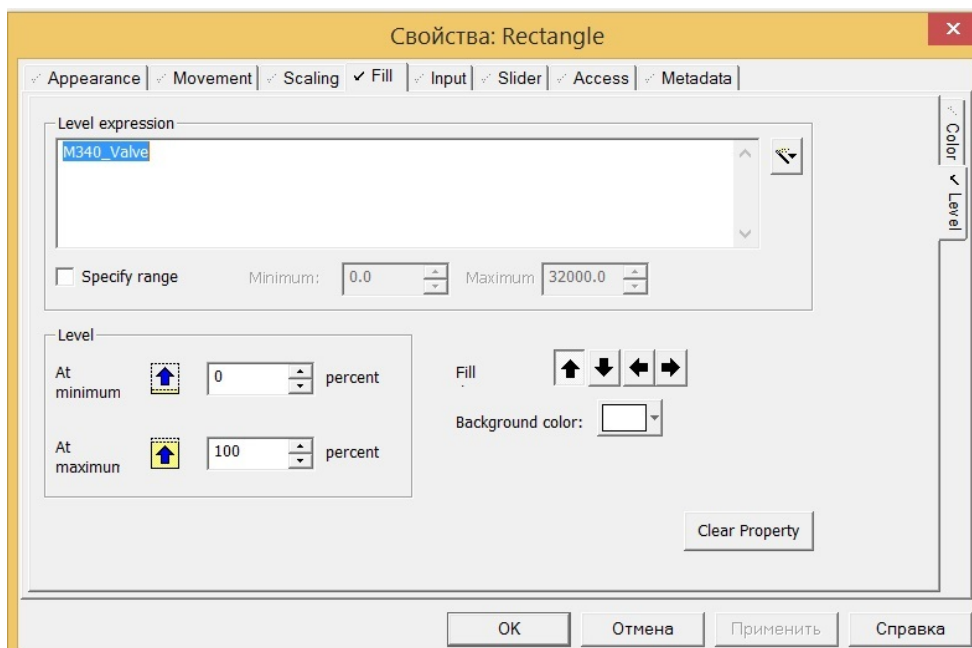 Свойства: Rectangle
Appearance Movement Scaling Fill Input Slider Access Metadata
Color
Level
Level expression
M340_Valve
Specify range Minimum: 0.0 Maximum 32000.0
Level
At minimum 0 percent
At maximum 100 percent
Fill
Background color:
Clear Property
OK Отмена Применить Справка